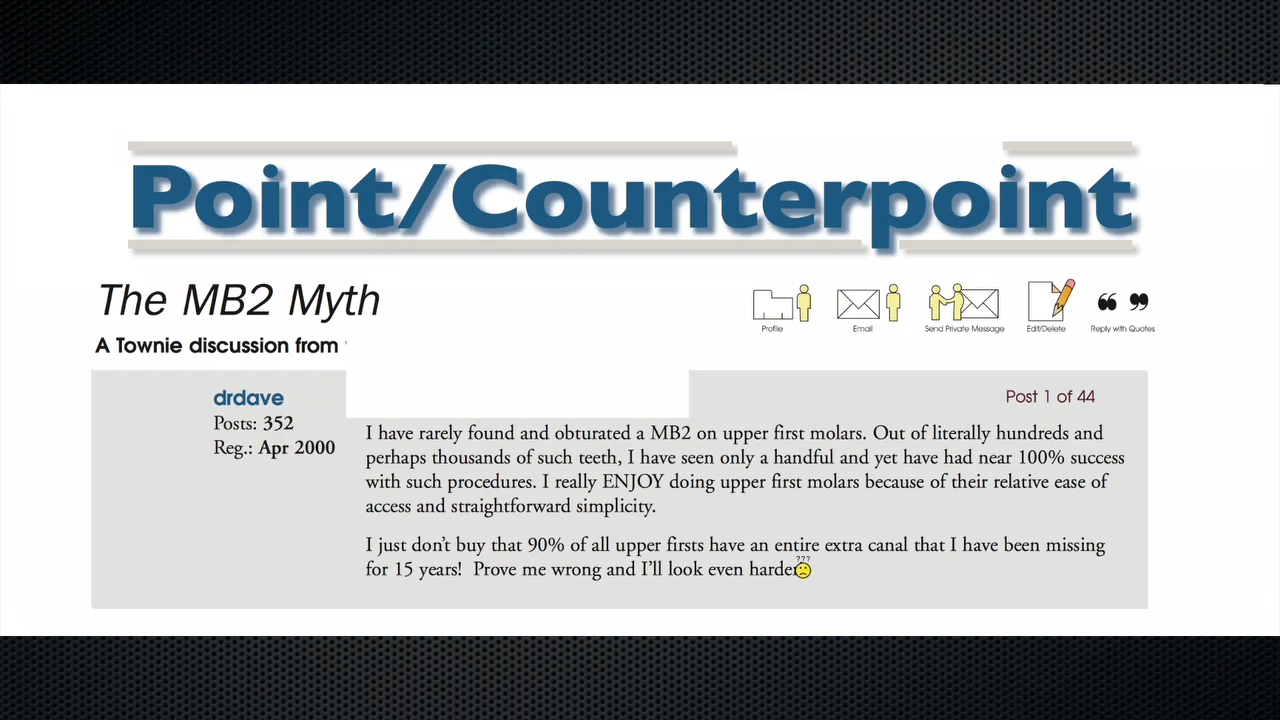 Point/Counterpoint
The MB2 Myth
Profile
Email
Send Private Message
Edit/Delete
Reply with Quotes
A Townie discussion from
drdave
Posts: 352
Reg.: Apr 2000
Post 1 of 44
I have rarely found and obturated a MB2 on upper first molars. Out of literally hundreds and
perhaps thousands of such teeth, I have seen only a handful and yet have had near 100% success
with such procedures. I really ENJOY doing upper first molars because of their relative ease of
access and straightforward simplicity.
I just don't buy that 90% of all upper firsts have an entire extra canal that I have been missing
for 15 years! Prove me wrong and I'll look even harder
???